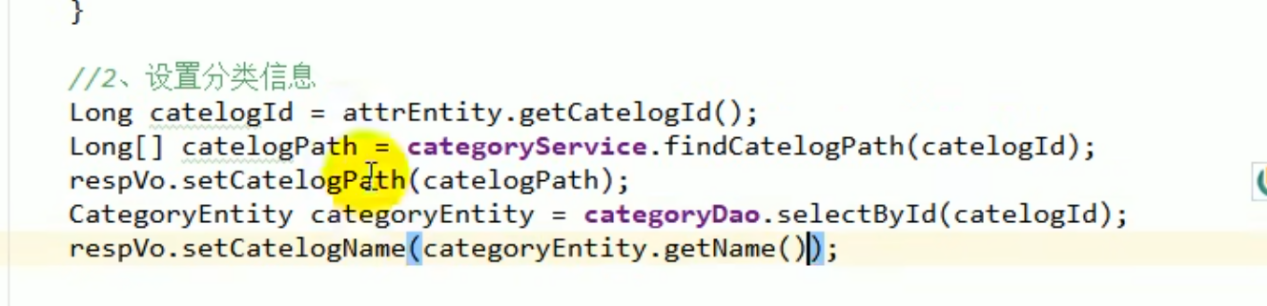 }
//2、设置分类信息
Long catelogId = attrEntity.getCatelogId();
Long[] catelogPath = categoryService.findCatelogPath(catelogId);
respVo.setCatelogPath(catelogPath);
CategoryEntity categoryEntity = categoryDao.selectById(catelogId);
respVo.setCatelogName(categoryEntity.getName());